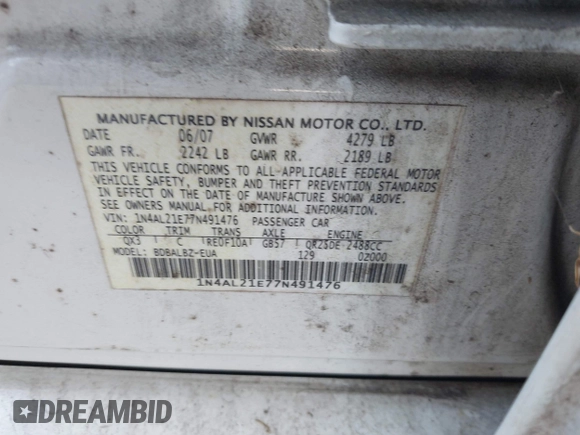 MANUFACTURED BY NISSAN MOTOR CO., LTD.
DATE 06/07 GVWR 4279 LB
GAWR FR. 2242 LB GAWR RR. 2189 LB
THIS VEHICLE CONFORMS TO ALL APPLICABLE FEDERAL MOTOR
VEHICLE SAFETY, BUMPER AND THEFT PREVENTION STANDARDS
IN EFFECT ON THE DATE OF MANUFACTURE SHOWN ABOVE.
SEE OWNERS MANUAL FOR ADDITIONAL INFORMATION.
VIN: 1N4AL21E77N491476 PASSENGER CAR
COLOR TRIM TRANS AXLE ENGINE
QX3 C RE0F10A GB57 QR25DE 2488CC
MODEL: BDBALBZ-EUA 129 02000
1N4AL21E77N491476
DREAMBID